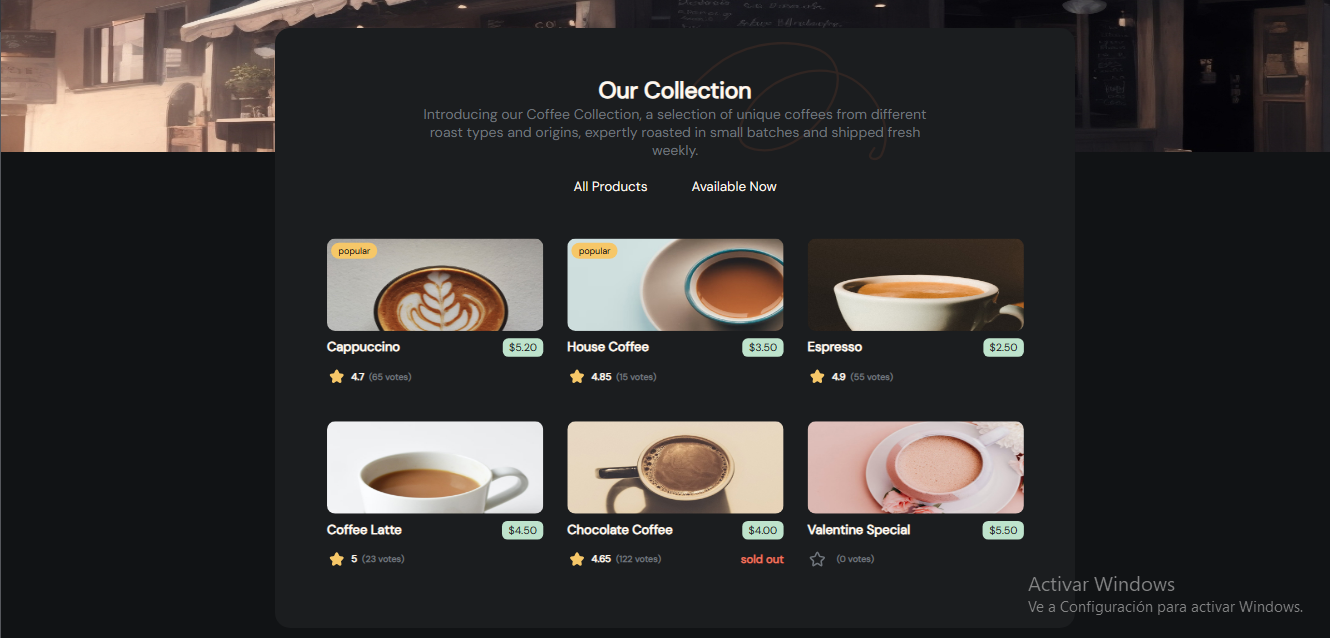 Our Collection
Introducing our Coffee Collection, a selection of unique coffees from different
roast types and origins, expertly roasted in small batches and shipped fresh
weekly.
All Products
Available Now
popular
popular
Cappuccino
$5.20
House Coffee
$3.50
Espresso
$2.50
4.7 (65 votes)
4.85 (15 votes)
4.9 (55 votes)
Coffee Latte
$4.50
Chocolate Coffee
$4.00
Valentine Special
$5.50
5 (23 votes)
4.65 (122 votes)
sold out
(0 votes)
Activar Windows
Ve a Configuración para activar Windows.